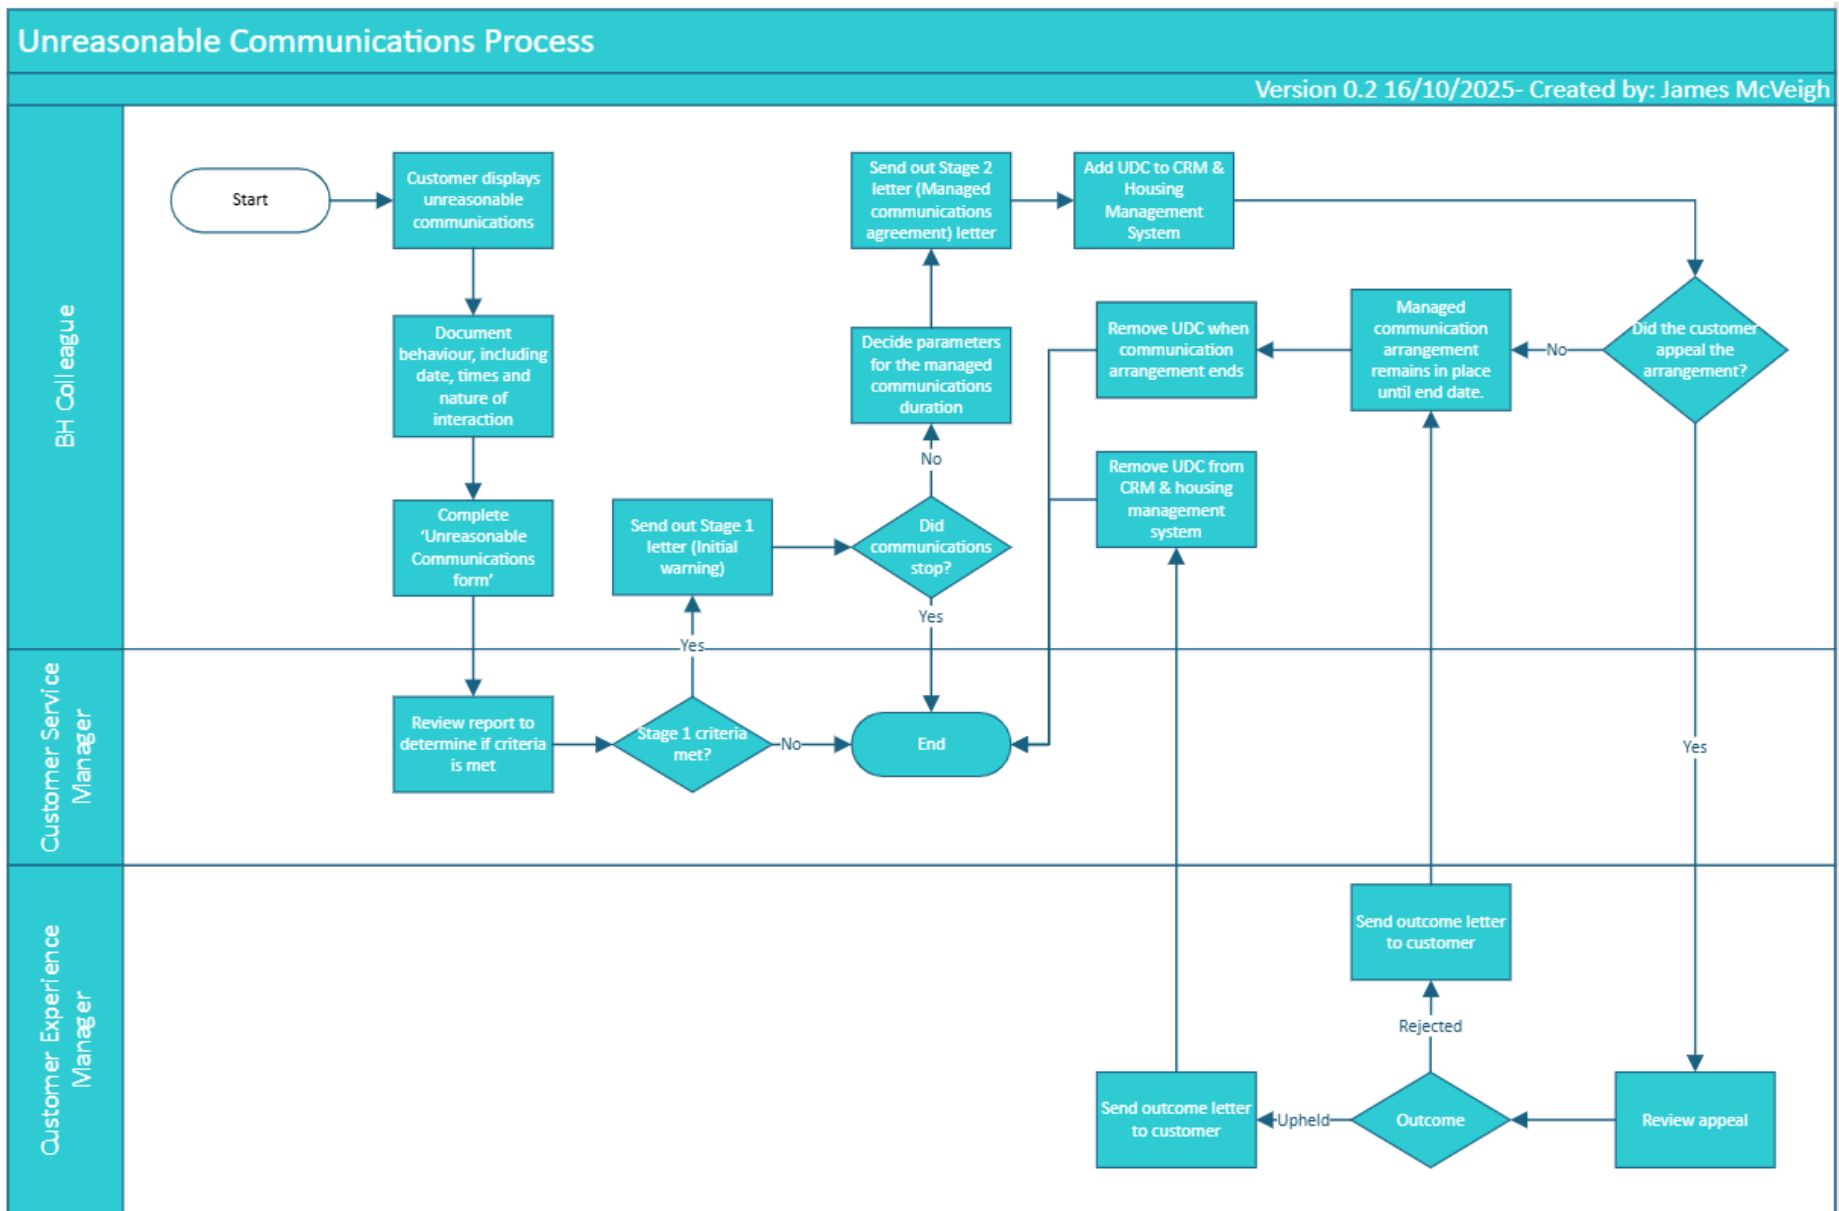 Unreasonable Communications Process
Version 0.2 16/10/2025- Created by: James McVeigh
BH Colleague
Start
Customer displays
unreasonable
communications
Document
behaviour, including
date, times and
nature of
interaction
Complete
‘Unreasonable
Communications
form’
Send out Stage 1
letter (Initial
warning)
Yes
Did
communications
stop?
No
Yes
Decide parameters
for the managed
communications
duration
Send out Stage 2
letter (Managed
communications
agreement) letter
Add UDC to CRM &
Housing
Management
System
Did the customer
appeal the
arrangement?
No
Yes
Managed
communication
arrangement
remains in place
until end date.
Remove UDC when
communication
arrangement ends
Remove UDC from
CRM & housing
management
system
Customer Service
Manager
Review report to
determine if criteria
is met
Stage 1 criteria
met?
No
End
Customer Experience
Manager
Review appeal
Outcome
Rejected
Send outcome letter
to customer
Upheld
Send outcome letter
to customer